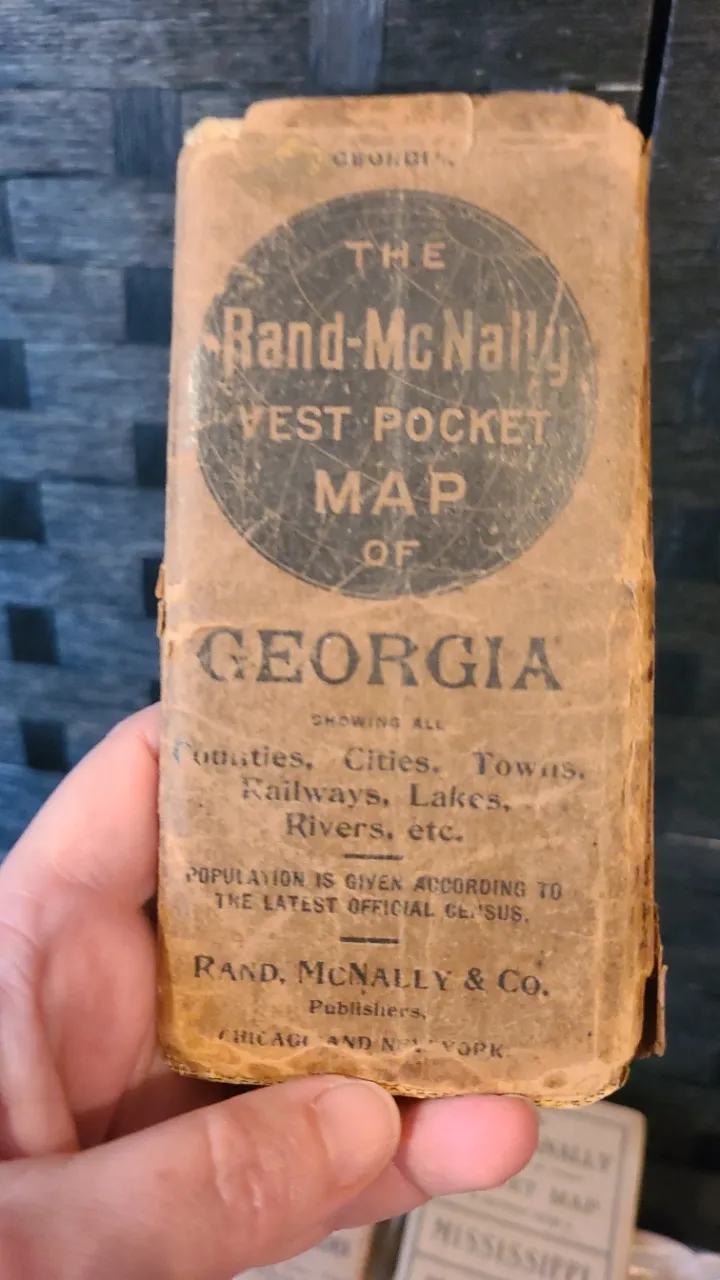 GEORGIA.
THE
Rand-McNally
VEST POCKET
MAP
OF
GEORGIA
SHOWING ALL
Counties, Cities, Towns,
Railways, Lakes,
Rivers, etc.
POPULATION IS GIVEN ACCORDING TO
THE LATEST OFFICIAL CENSUS.
RAND, MCNALLY & CO.
Publishers,
CHICAGO AND NEW YORK
MAP
MISSISSIPPI